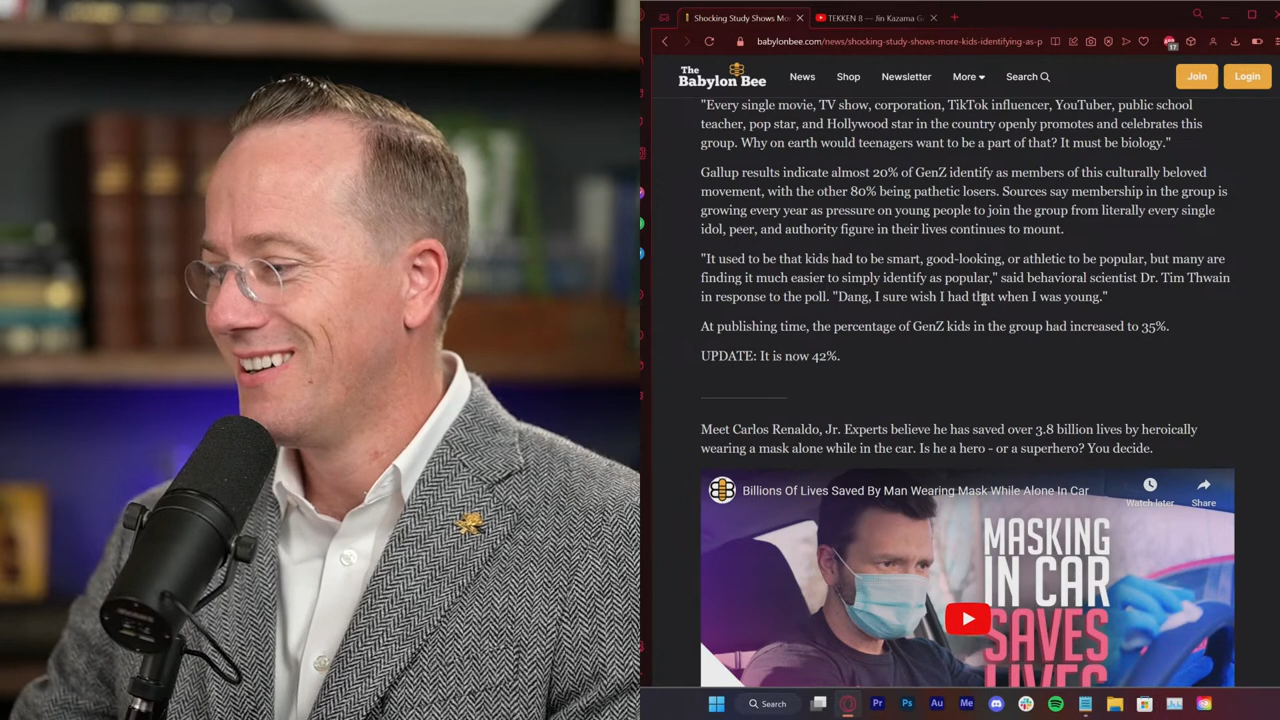 Shocking Study Shows Mo
TEKKEN 8 — Jin Kazama G
babylonbee.com/news/shocking-study-shows-more-kids-identifying-as-p
17
The
Babylon Bee
News
Shop
Newsletter
More
Search
Join
Login
"Every single movie, TV show, corporation, TikTok influencer, YouTuber, public school
teacher, pop star, and Hollywood star in the country openly promotes and celebrates this
group. Why on earth would teenagers want to be a part of that? It must be biology."
Gallup results indicate almost 20% of GenZ identify as members of this culturally beloved
movement, with the other 80% being pathetic losers. Sources say membership in the group is
growing every year as pressure on young people to join the group from literally every single
idol, peer, and authority figure in their lives continues to mount.
"It used to be that kids had to be smart, good-looking, or athletic to be popular, but many are
finding it much easier to simply identify as popular," said behavioral scientist Dr. Tim Thwain
in response to the poll. "Dang, I sure wish I had that when I was young."
At publishing time, the percentage of GenZ kids in the group had increased to 35%.
UPDATE: It is now 42%.
Meet Carlos Renaldo, Jr. Experts believe he has saved over 3.8 billion lives by heroically
wearing a mask alone while in the car. Is he a hero - or a superhero? You decide.
Billions Of Lives Saved By Man Wearing Mask While Alone In Car
Watch later
Share
MASKING
IN CAR
SAVES
LIVES
Search
Pr
Ps
Au
Me